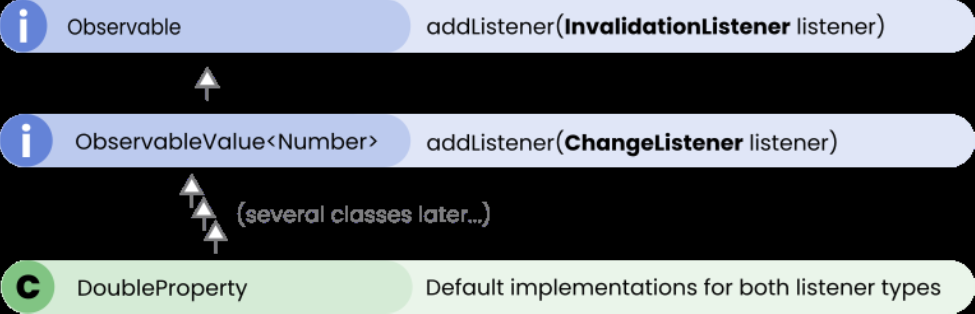 i Observable addListener(InvalidationListener listener)
i ObservableValue<Number> addListener(ChangeListener listener)
(several classes later...)
C DoubleProperty Default implementations for both listener types